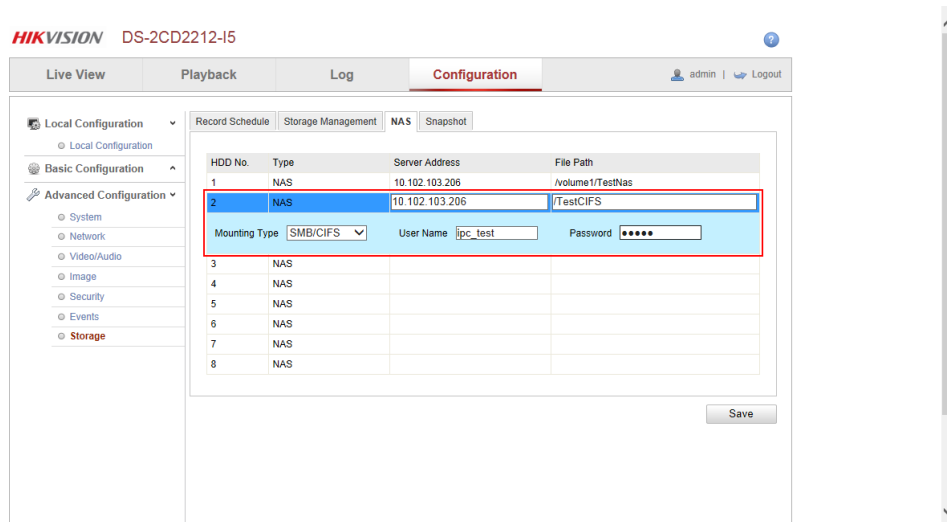 HIKVISION DS-2CD2212-I5 ?
Live View Playback Log Configuration admin | Logout
Local Configuration
Local Configuration
Basic Configuration
Advanced Configuration
System
Network
Video/Audio
Image
Security
Events
Storage
Record Schedule Storage Management NAS Snapshot
HDD No. Type Server Address File Path
1 NAS 10.102.103.206 /volume1/TestNas
2 NAS 10.102.103.206 /TestCIFS
Mounting Type SMB/CIFS User Name ipc_test Password •••••
3 NAS
4 NAS
5 NAS
6 NAS
7 NAS
8 NAS
Save